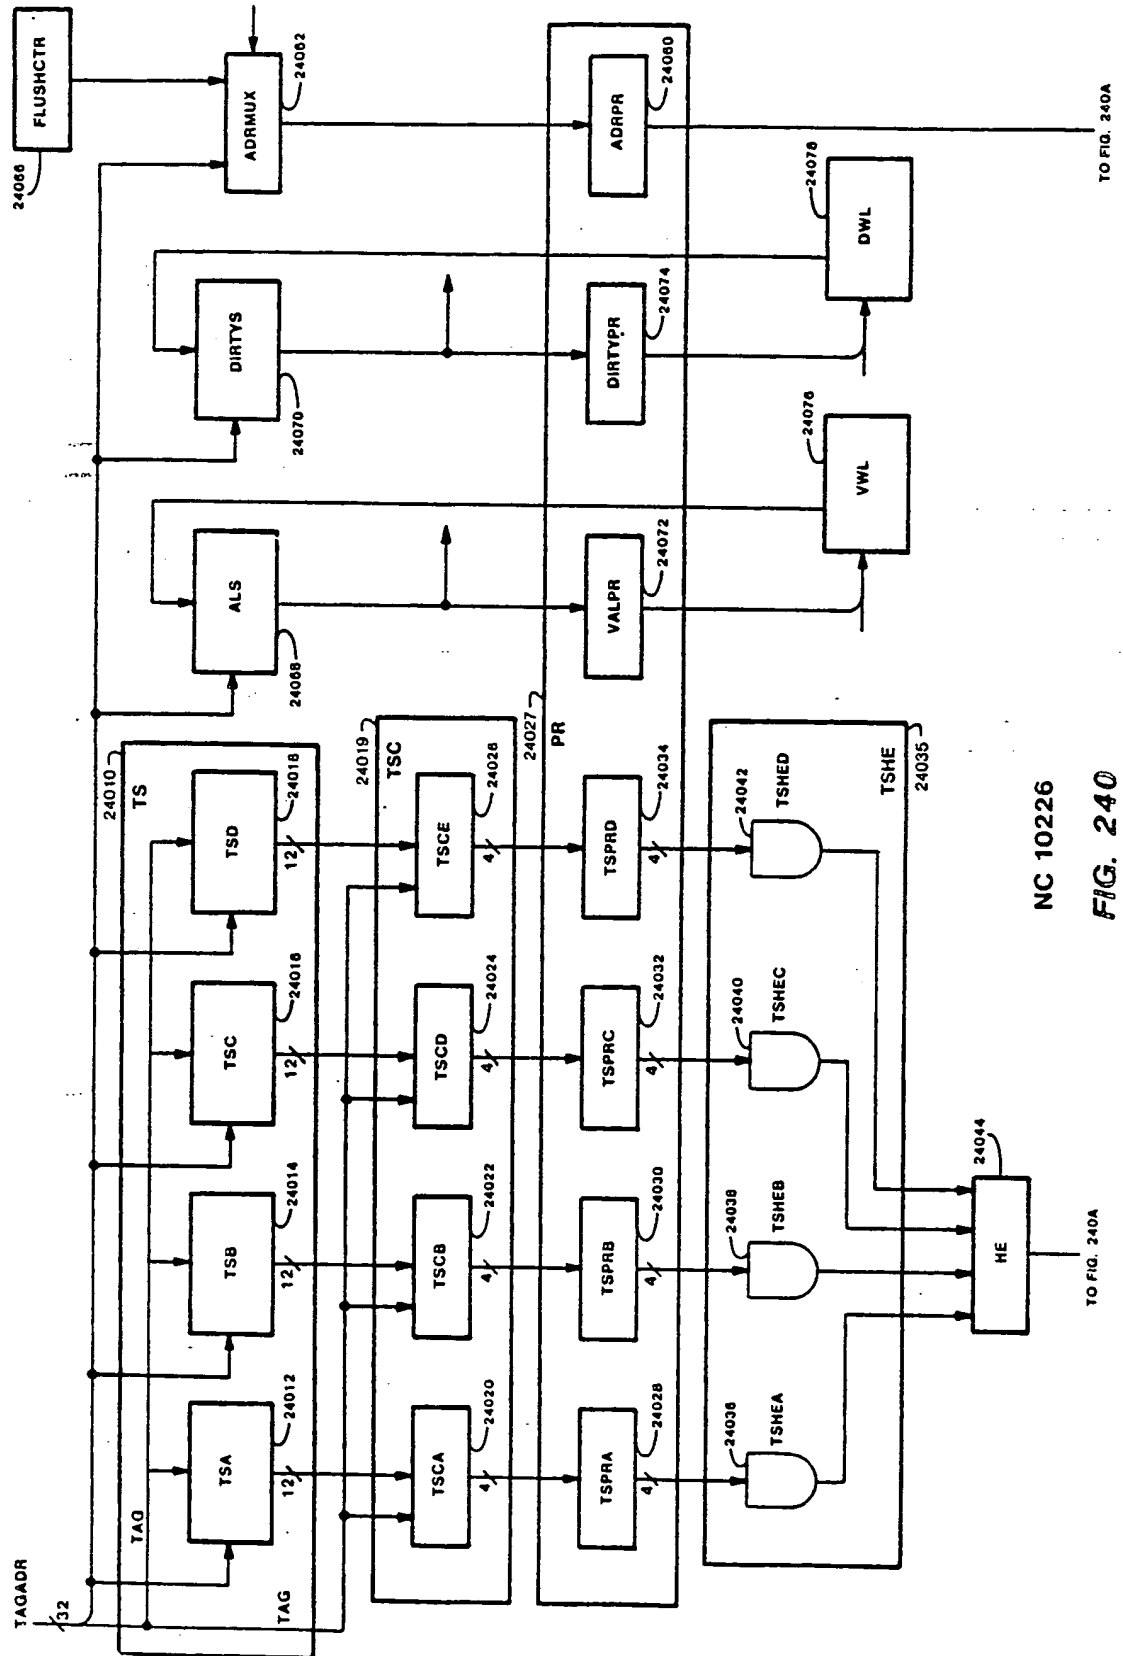 TAGADR
32
TAG
TAG
24010
TS
TSA
24012
12
TSB
24014
12
TSC
24016
12
TSD
24018
12
ALS
24068
DIRTYS
24070
FLUSHCTR
24066
ADRMUX
24062
24019
TSC
TSCA
24020
4
TSCB
24022
4
TSCD
24024
4
TSCE
24026
4
24027
PR
TSPRA
24028
4
TSPRB
24030
4
TSPRC
24032
4
TSPRD
24034
4
VALPR
24072
DIRTYPR
24074
ADRPR
24060
24036
TSHEA
24038
TSHEB
24040
TSHEC
24042
TSHED
TSHE
24035
VWL
24076
DWL
24078
HE
24044
TO FIG. 240A
TO FIG. 240A
NC 10226
FIG. 240